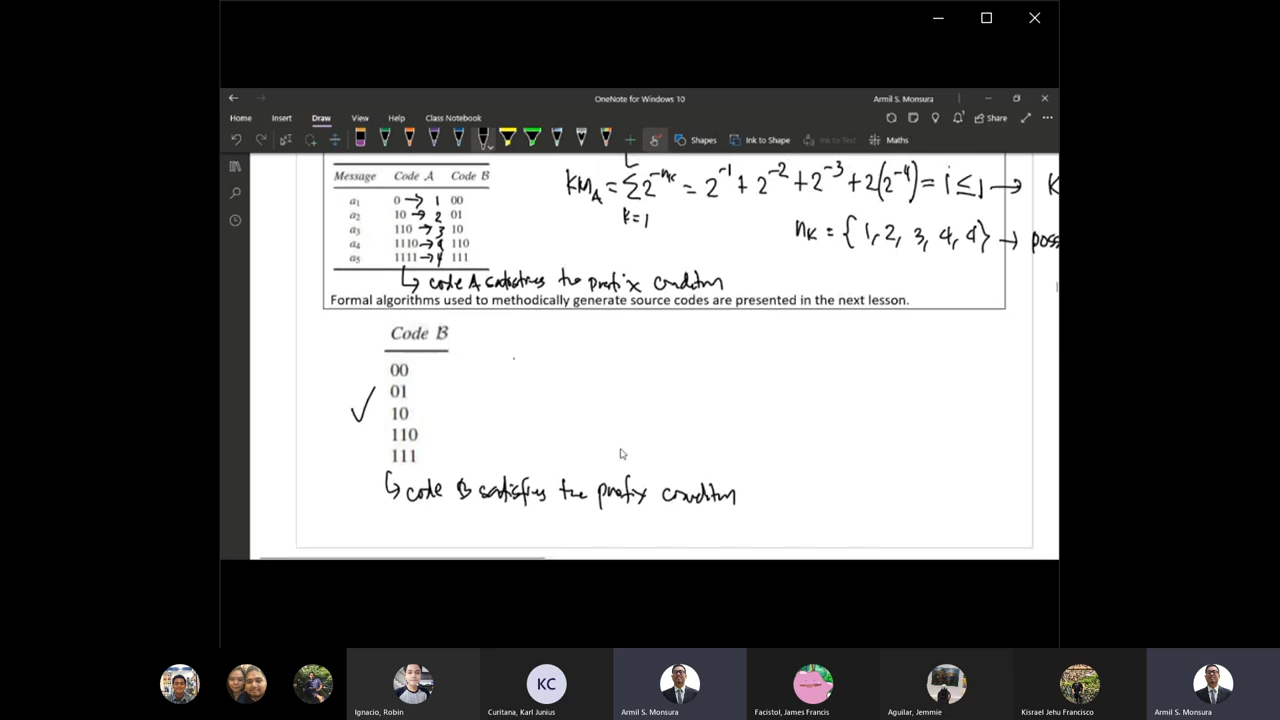 OneNote for Windows 10
Armil S. Monsura
Home Insert Draw View Help Class Notebook
Share
Shapes Ink to Shape Ink to Text Maths
Message Code A Code B
a₁ 0 → 1 00
a₂ 10 → 2 01
a₃ 110 → 3 10
a₄ 1110 → 4 110
a₅ 1111 → 4 111
KM_A = Σ 2^-nk = 2^-1 + 2^-2 + 2^-3 + 2(2^-4) = 1 ≤ 1 → K
k=1
nK = {1, 2, 3, 4, 4} → poss
↳ code A satisfies the prefix condition
Formal algorithms used to methodically generate source codes are presented in the next lesson.
Code B
00
01
✓
10
110
111
↳ code B satisfies the prefix condition
KC
Ignacio, Robin
Curitana, Karl Junius
Armil S. Monsura
Facistol, James Francis
Aguilar, Jemmie
Kisrael Jehu Francisco
Armil S. Monsura